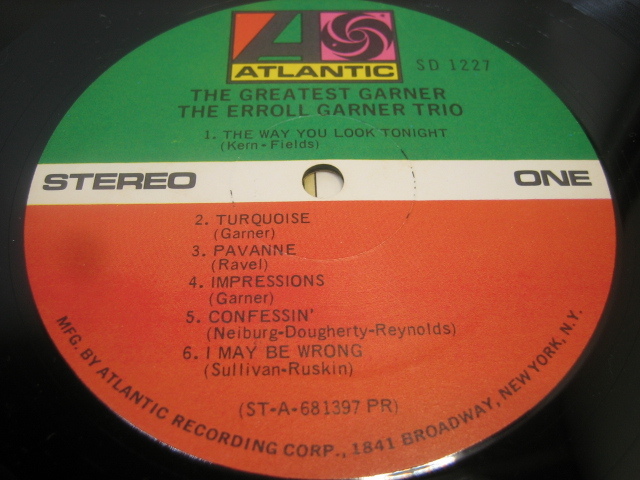 ATLANTIC
SD 1227
THE GREATEST GARNER
THE ERROLL GARNER TRIO
1. THE WAY YOU LOOK TONIGHT
(Kern-Fields)
STEREO
ONE
2. TURQUOISE
(Garner)
3. PAVANNE
(Ravel)
4. IMPRESSIONS
(Garner)
5. CONFESSIN'
(Neiburg-Dougherty-Reynolds)
6. I MAY BE WRONG
(Sullivan-Ruskin)
(ST-A-681397 PR)
MFG. BY ATLANTIC RECORDING CORP., 1841 BROADWAY, NEW YORK, N.Y.